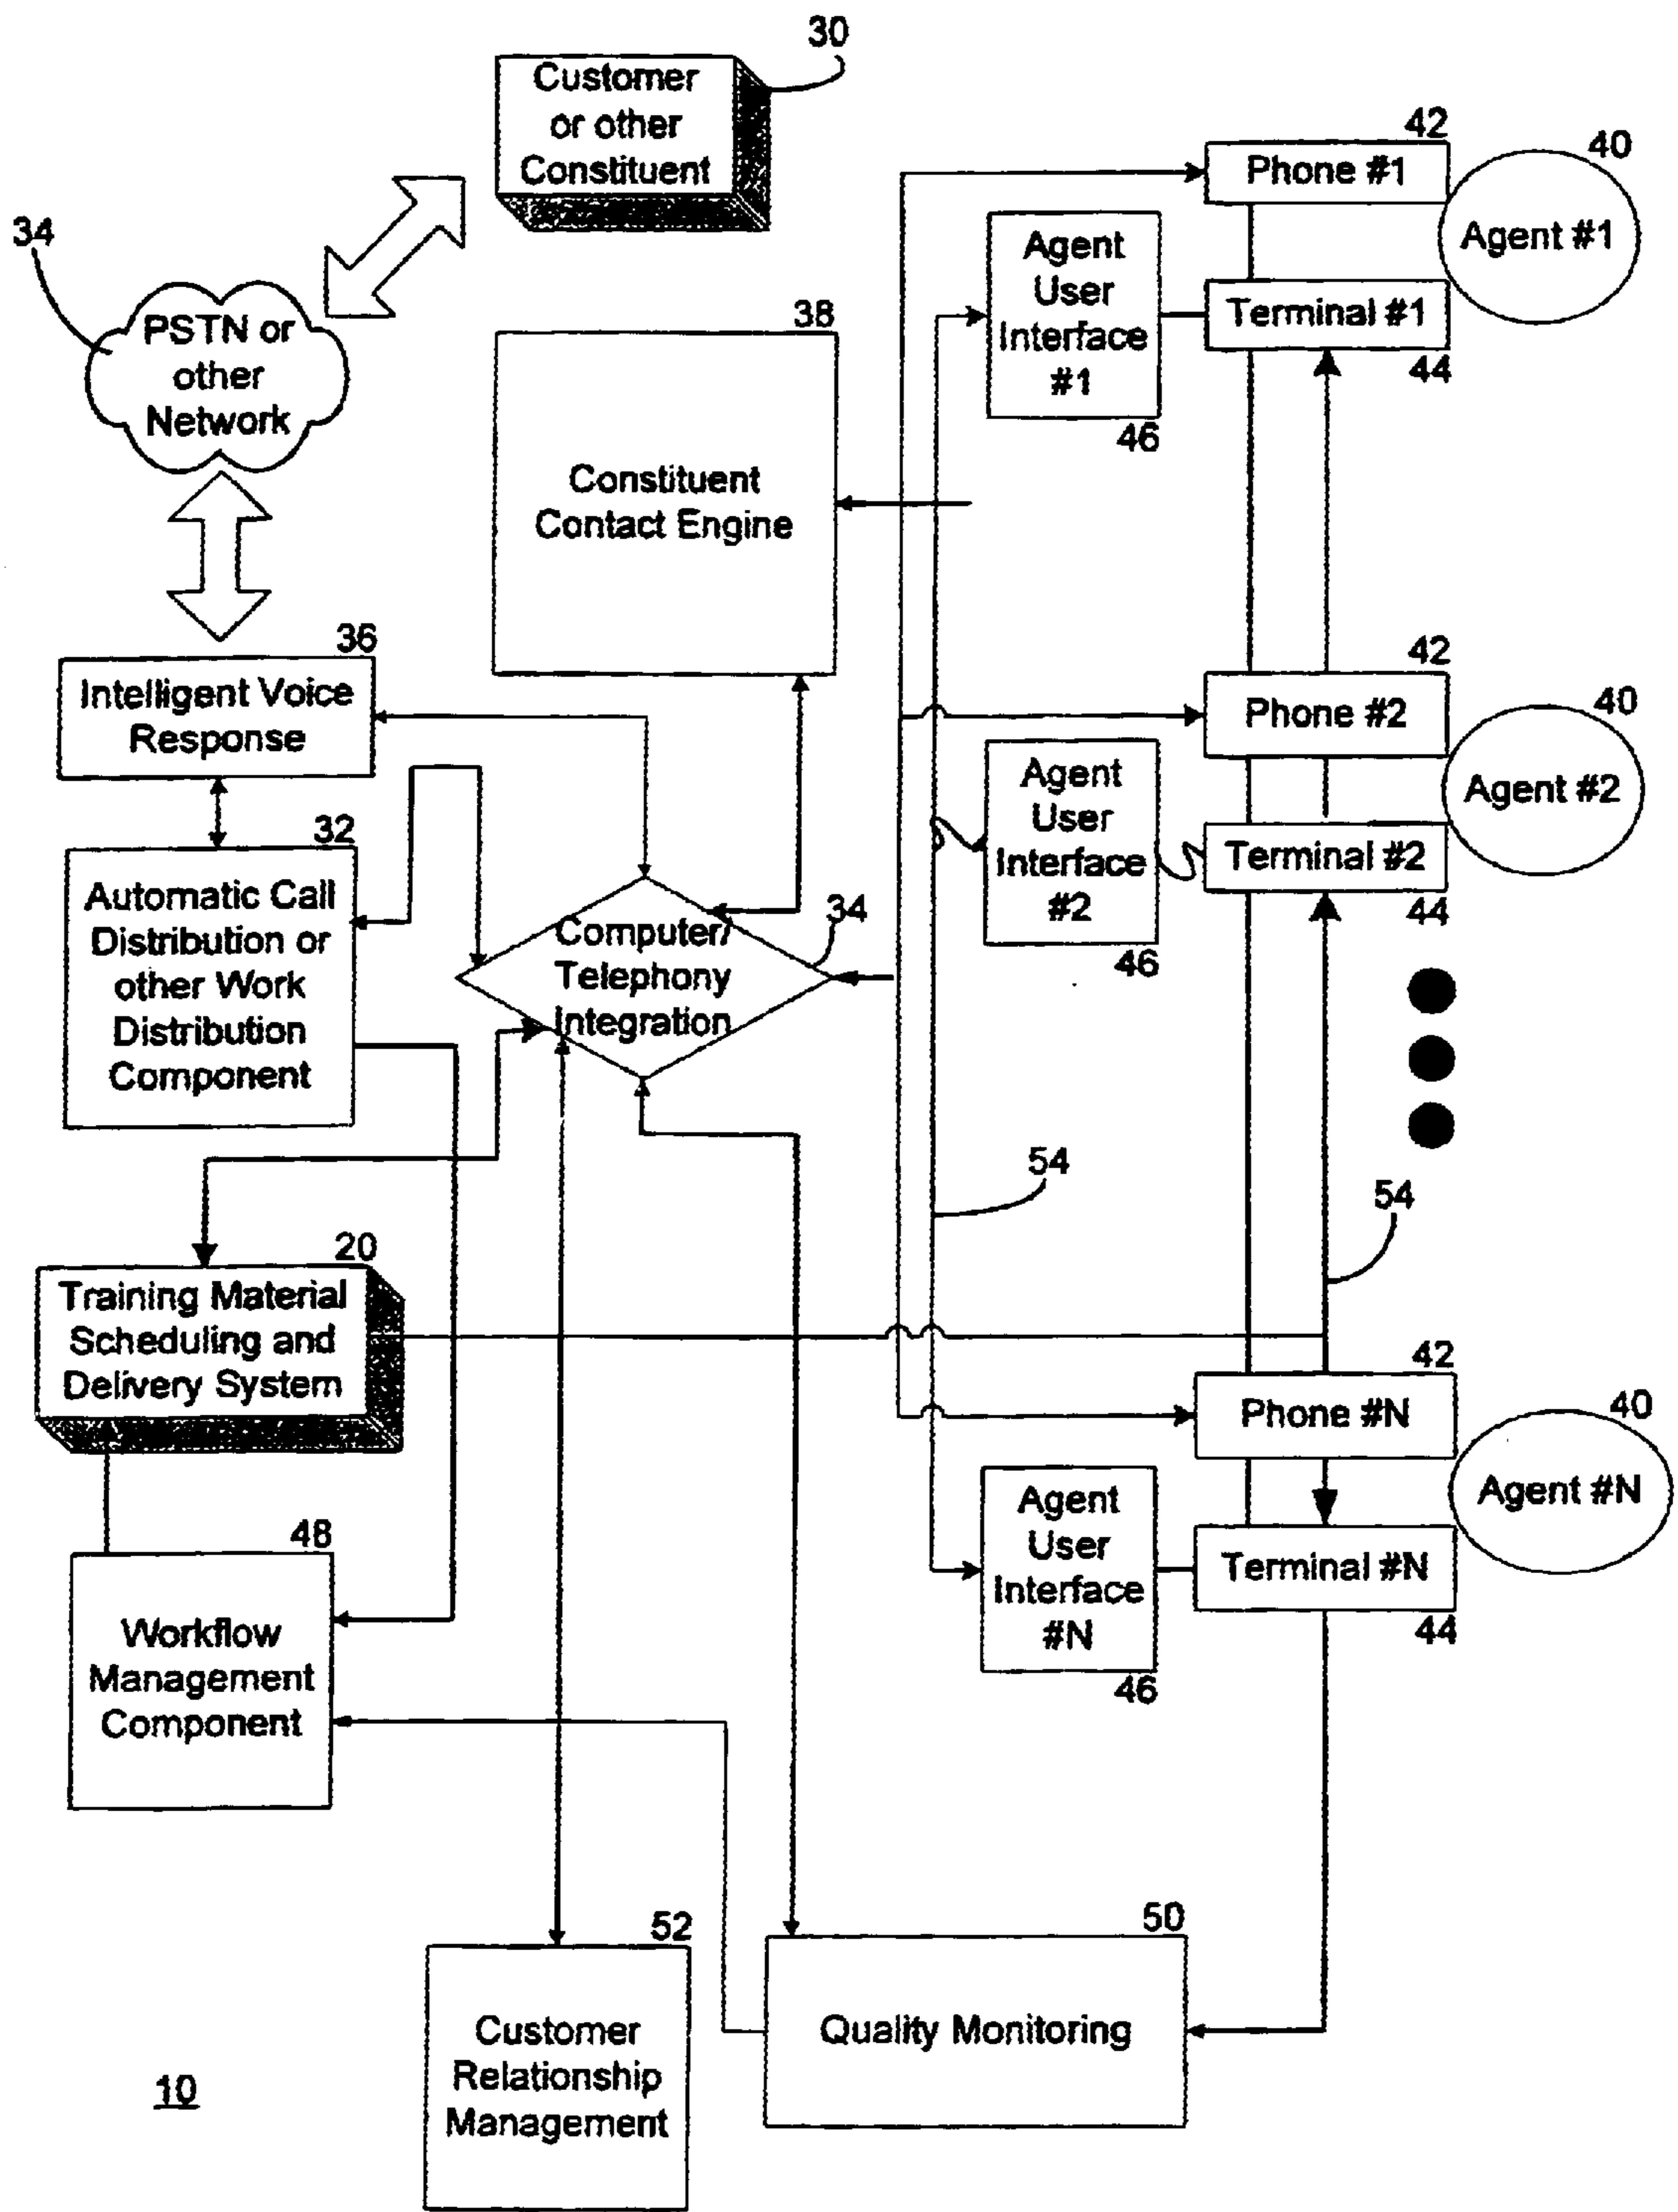 30
Customer
or other
Constituent
34
PSTN or
other
Network
42
Phone #1
40
Agent #1
Agent
User
Interface
#1
46
Terminal #1
44
38
Constituent
Contact Engine
36
Intelligent Voice
Response
42
Phone #2
40
Agent #2
Agent
User
Interface
#2
46
Terminal #2
44
32
Automatic Call
Distribution or
other Work
Distribution
Component
34
Computer/
Telephony
Integration
54
54
20
Training Material
Scheduling and
Delivery System
42
Phone #N
40
Agent #N
Agent
User
Interface
#N
46
Terminal #N
44
48
Workflow
Management
Component
52
Customer
Relationship
Management
50
Quality Monitoring
10